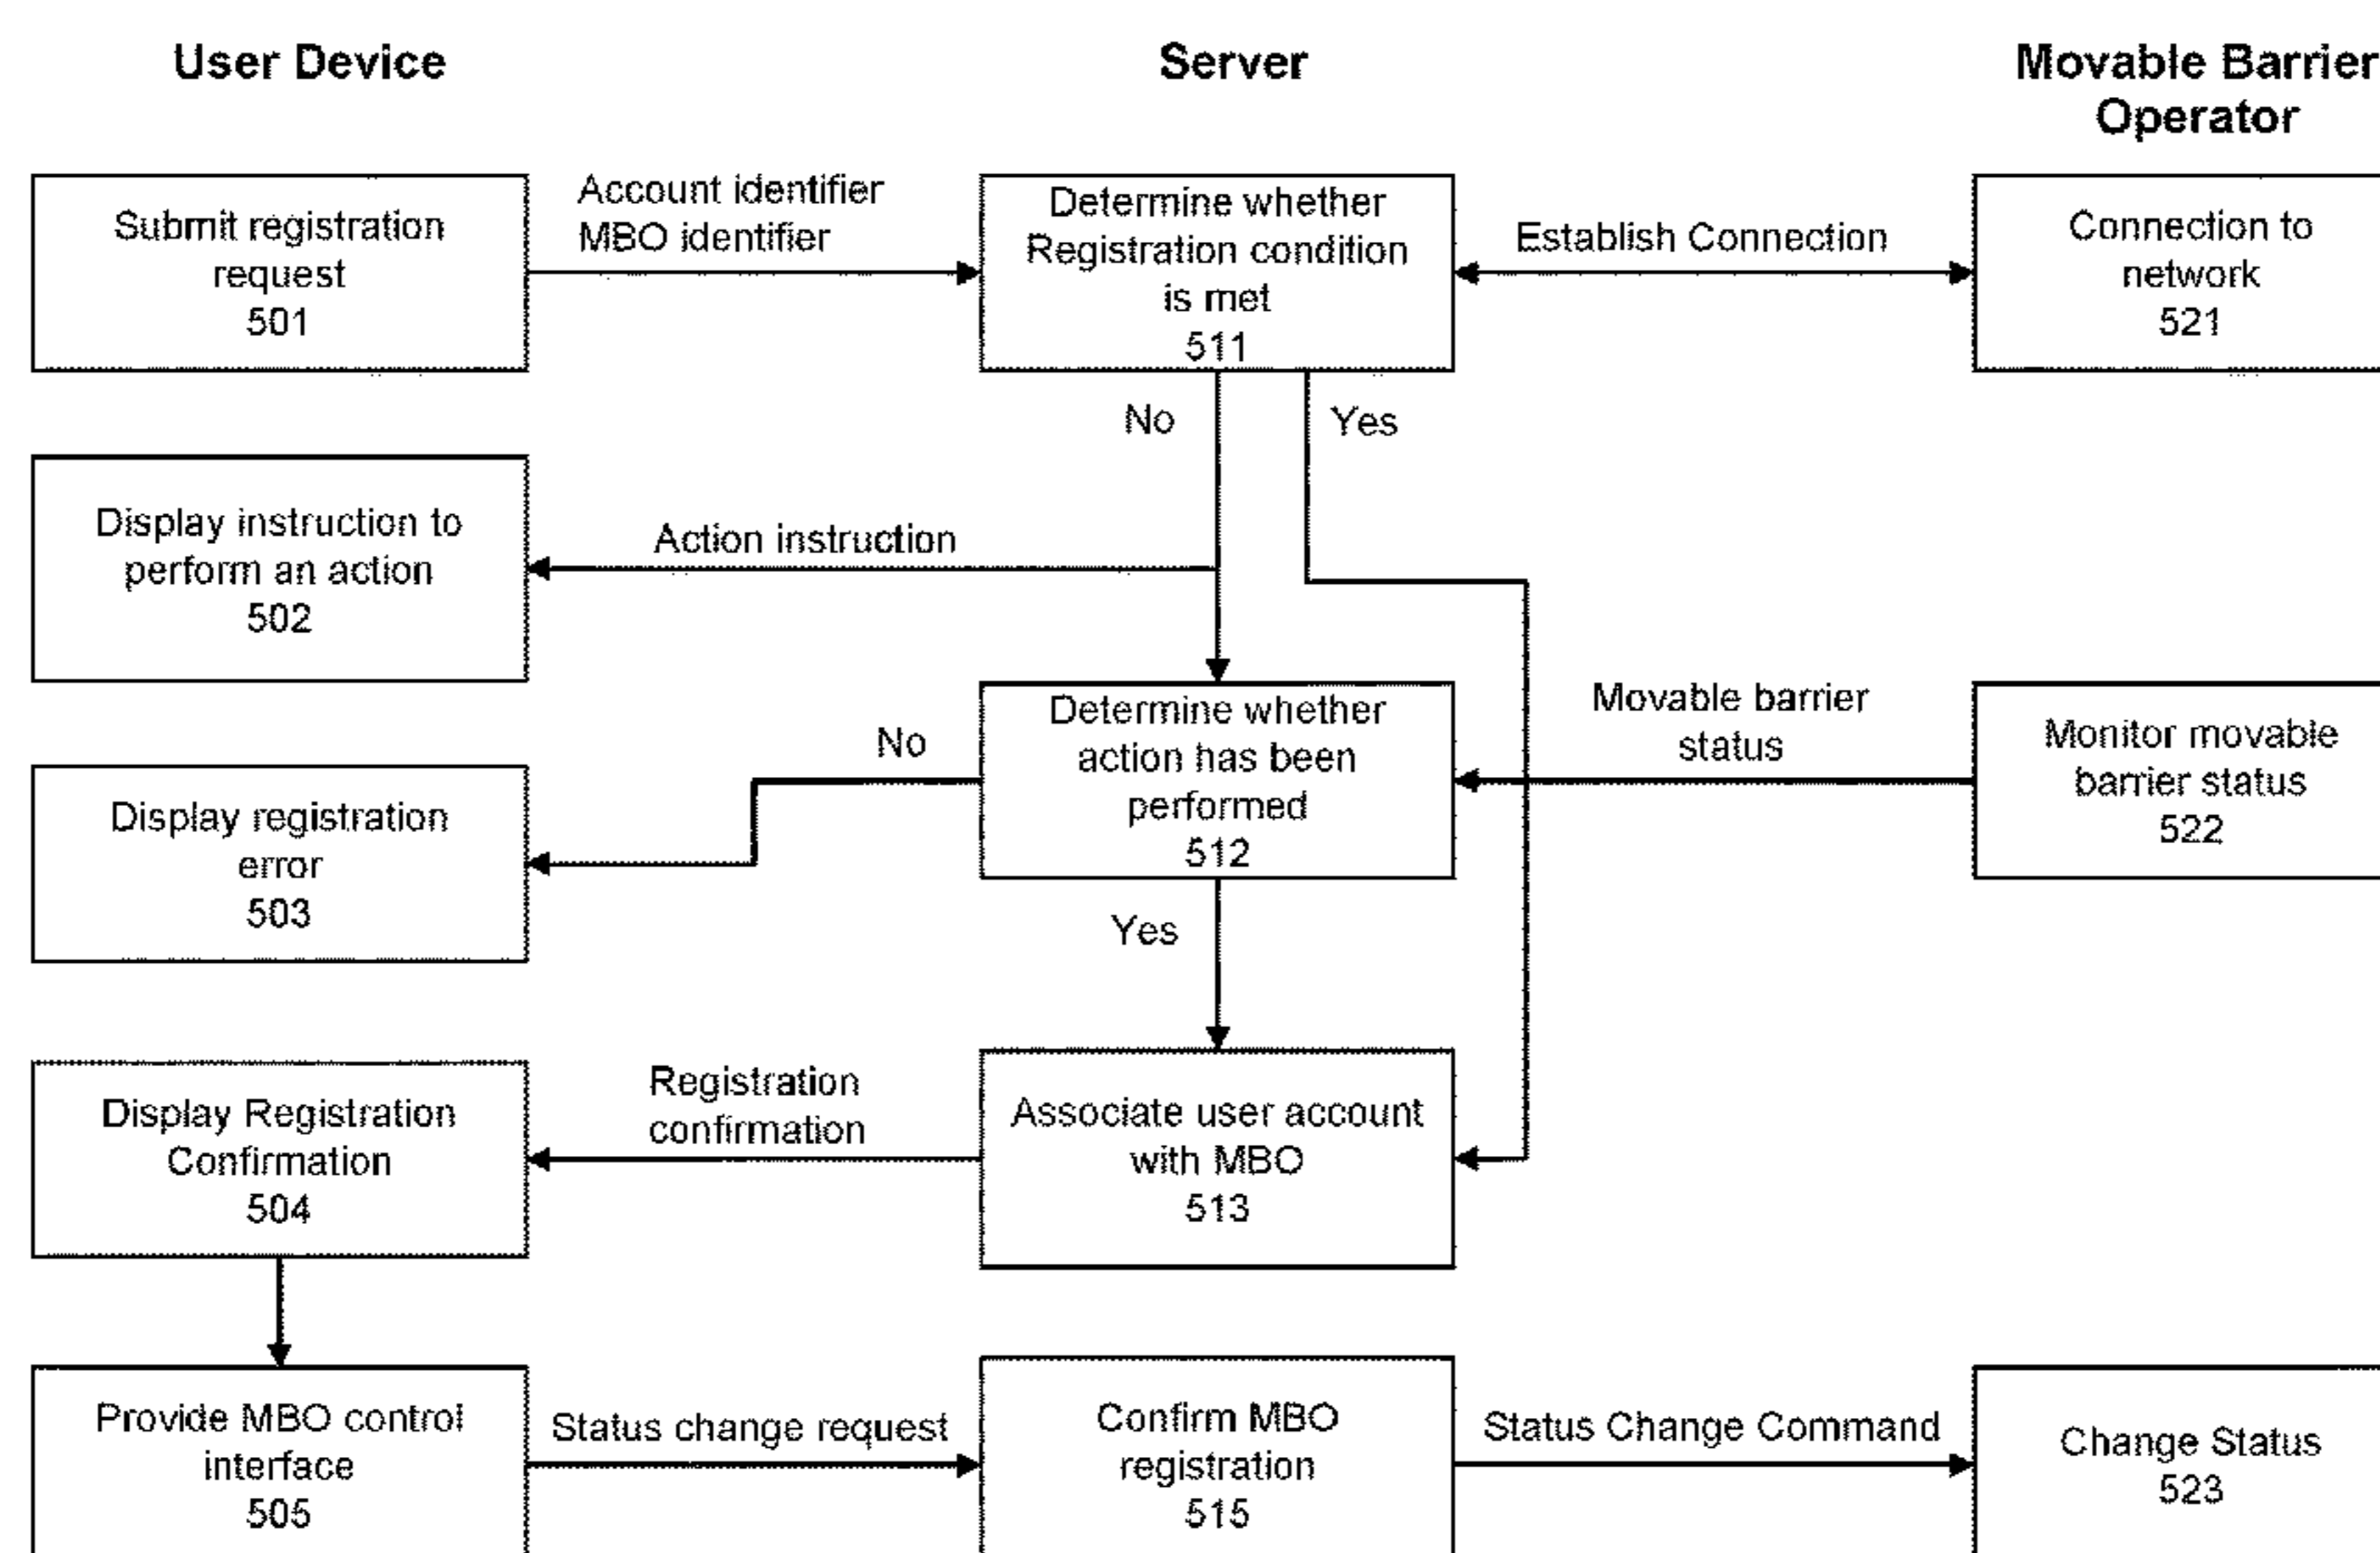 User Device
Server
Movable Barrier
Operator
Submit registration
request
501
Account identifier
MBO identifier
Determine whether
Registration condition
is met
511
Establish Connection
Connection to
network
521
No
Yes
Display instruction to
perform an action
502
Action instruction
Display registration
error
503
No
Determine whether
action has been
performed
512
Movable barrier
status
Monitor movable
barrier status
522
Yes
Display Registration
Confirmation
504
Registration
confirmation
Associate user account
with MBO
513
Provide MBO control
interface
505
Status change request
Confirm MBO
registration
515
Status Change Command
Change Status
523